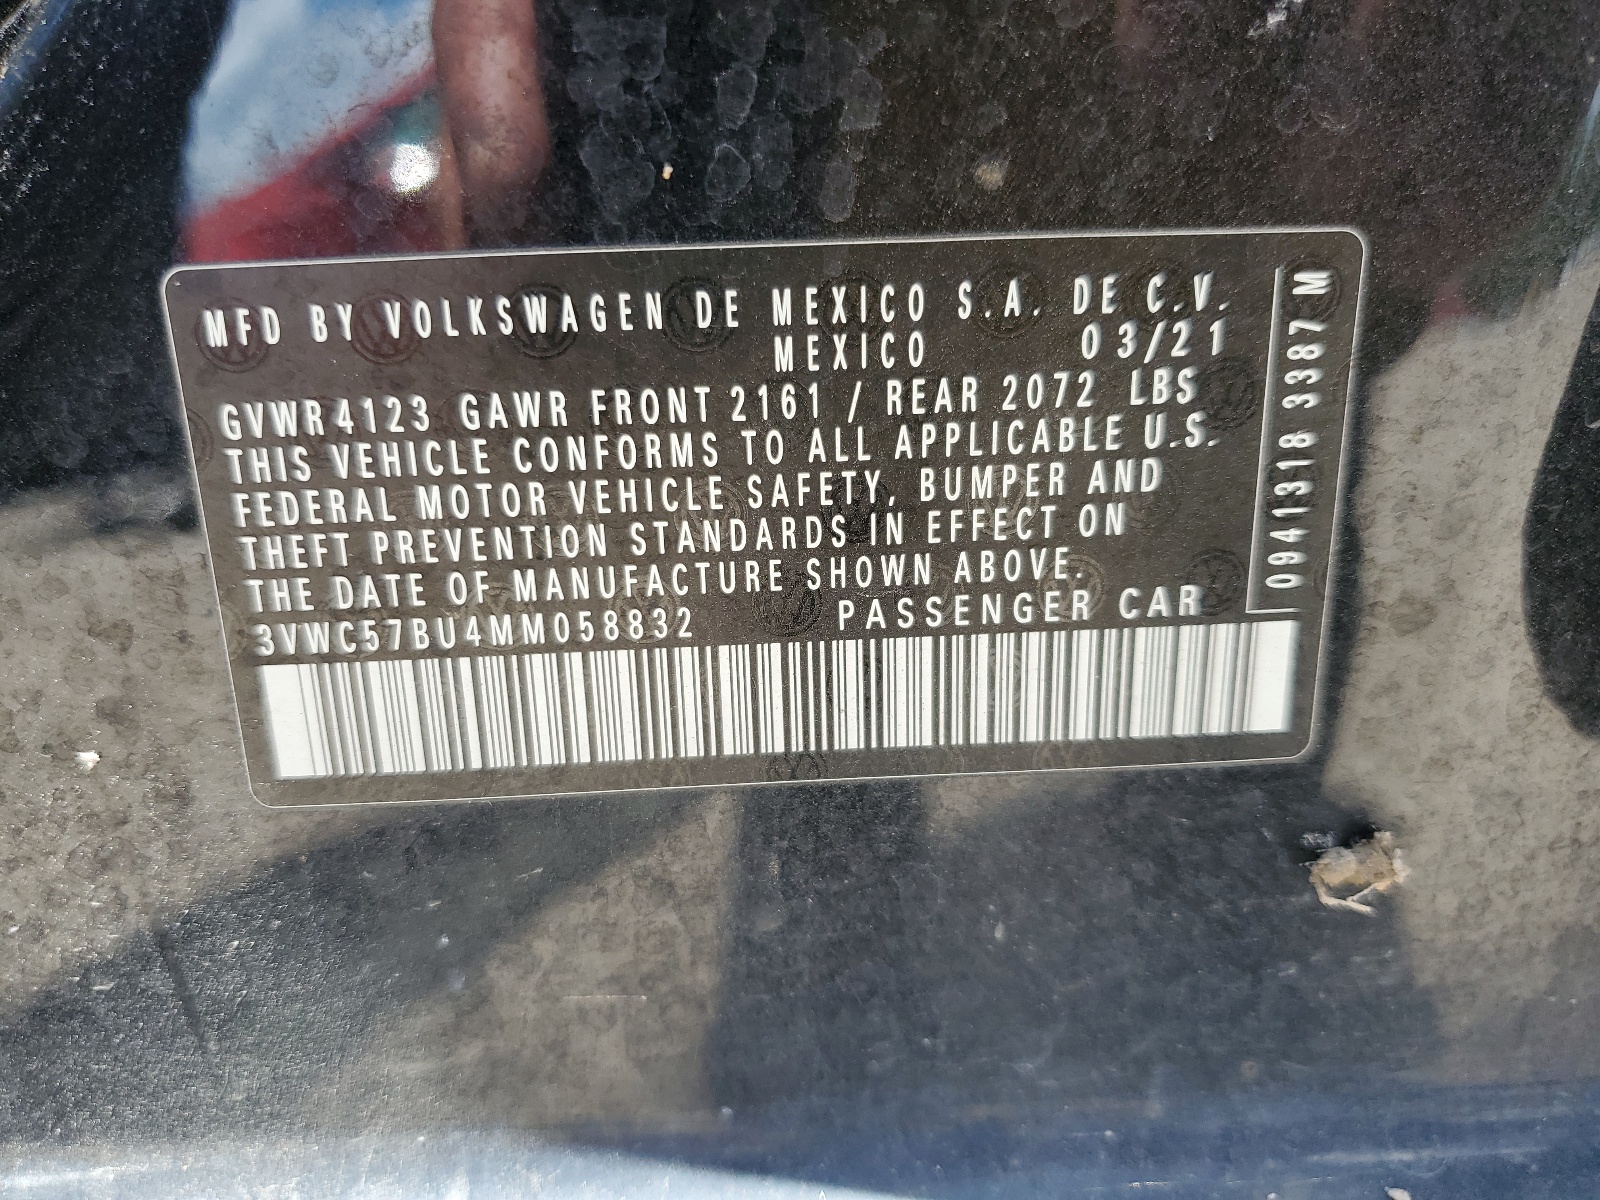 MFD BY VOLKSWAGEN DE MEXICO S.A. DE C.V.
MEXICO 03/21
GVWR 4123 GAWR FRONT 2161 / REAR 2072 LBS
THIS VEHICLE CONFORMS TO ALL APPLICABLE U.S.
FEDERAL MOTOR VEHICLE SAFETY, BUMPER AND
THEFT PREVENTION STANDARDS IN EFFECT ON
THE DATE OF MANUFACTURE SHOWN ABOVE.
3VWC57BU4MM058832 PASSENGER CAR
0941318 3387 M